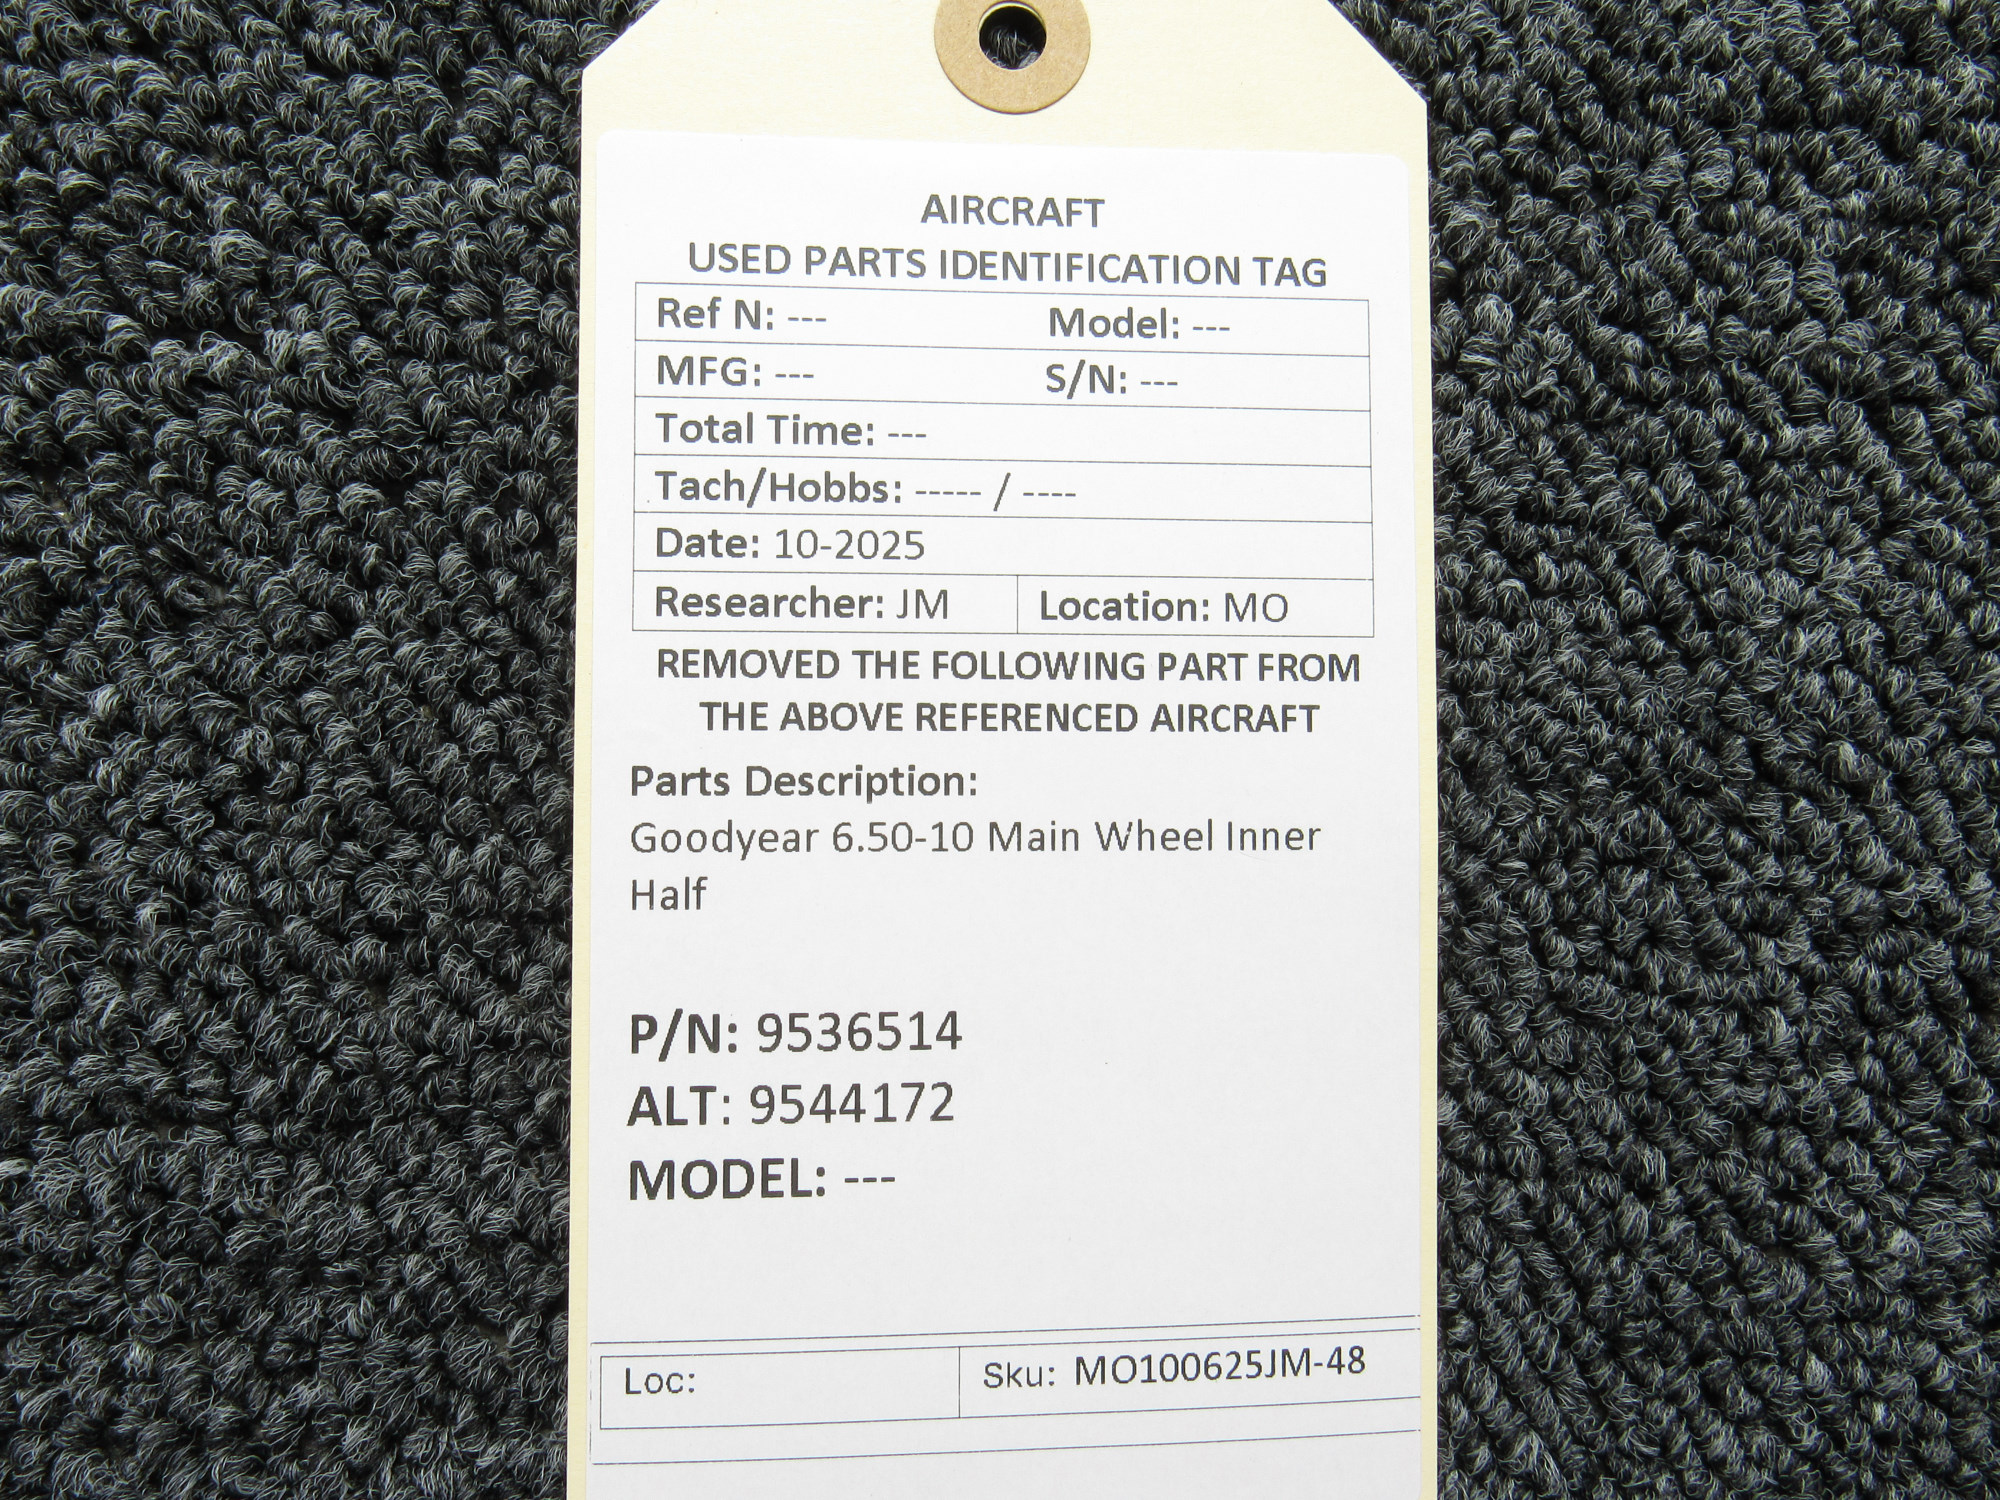 AIRCRAFT
USED PARTS IDENTIFICATION TAG
Ref N: --- Model: ---
MFG: --- S/N: ---
Total Time: ---
Tach/Hobbs: ----- / ----
Date: 10-2025
Researcher: JM Location: MO
REMOVED THE FOLLOWING PART FROM
THE ABOVE REFERENCED AIRCRAFT
Parts Description:
Goodyear 6.50-10 Main Wheel Inner
Half
P/N: 9536514
ALT: 9544172
MODEL: ---
Loc: Sku: MO100625JM-48